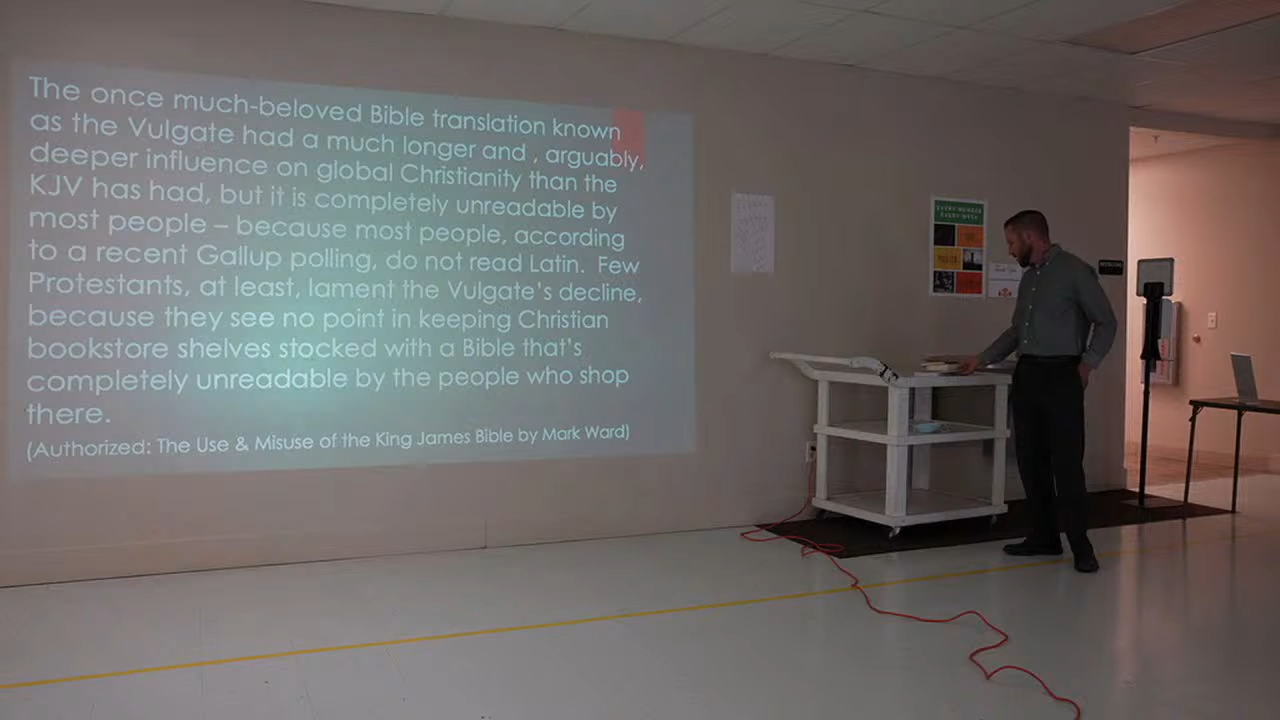 The once much-beloved Bible translation known
as the Vulgate had a much longer and , arguably,
deeper influence on global Christianity than the
KJV has had, but it is completely unreadable by
most people – because most people, according
to a recent Gallup polling, do not read Latin. Few
Protestants, at least, lament the Vulgate's decline,
because they see no point in keeping Christian
bookstore shelves stocked with a Bible that's
completely unreadable by the people who shop
there.
(Authorized: The Use & Misuse of the King James Bible by Mark Ward)
EVERY MEMBER